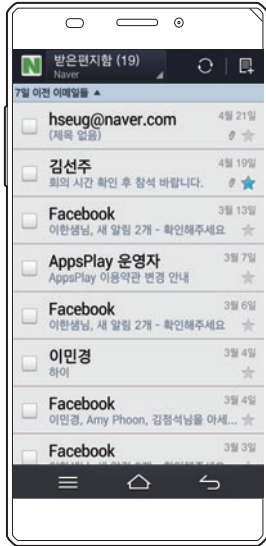 N
받은편지함 (19)
Naver
7일 이전 이메일들 ▲
hseug@naver.com
4월 21일
(제목 없음)
김선주
4월 19일
회의 시간 확인 후 참석 바랍니다.
Facebook
3월 13일
이한샘님, 새 알림 2개 - 확인해주세요
AppsPlay 운영자
3월 7일
AppsPlay 이용약관 변경 안내
Facebook
3월 6일
이한샘님, 새 알림 2개 - 확인해주세요
이민경
3월 4일
하이
Facebook
3월 4일
이민경, Amy Phoon, 김점석님을 아세...
Facebook
3월 3일